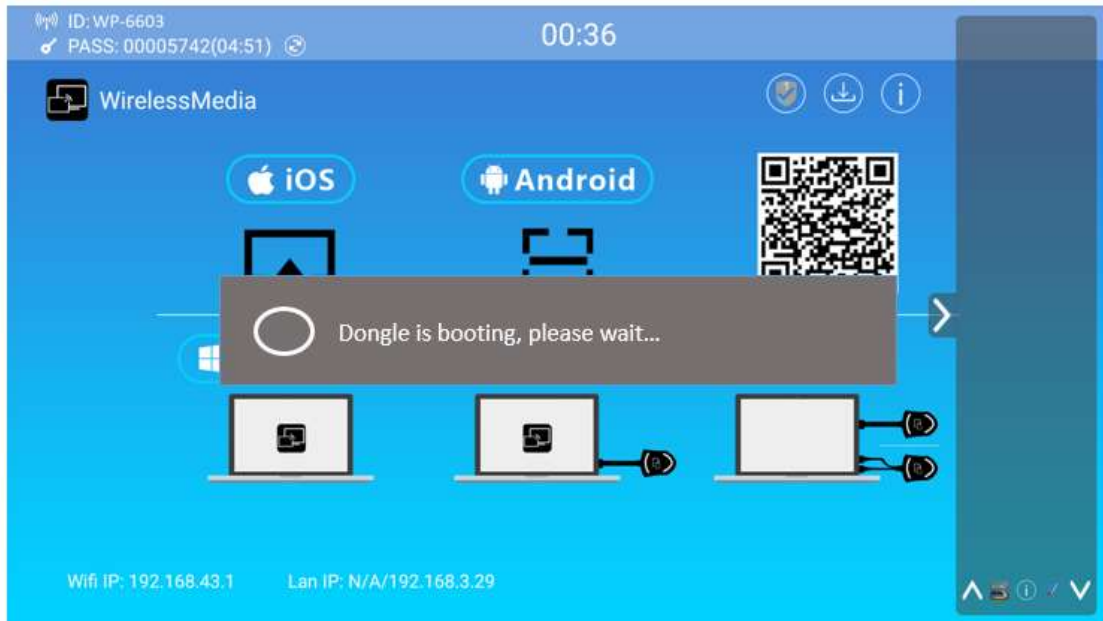 ID: WP-6603
PASS: 00005742(04:51)
00:36
WirelessMedia
iOS
Android
Dongle is booting, please wait...
Wifi IP: 192.168.43.1
Lan IP: N/A/192.168.3.29